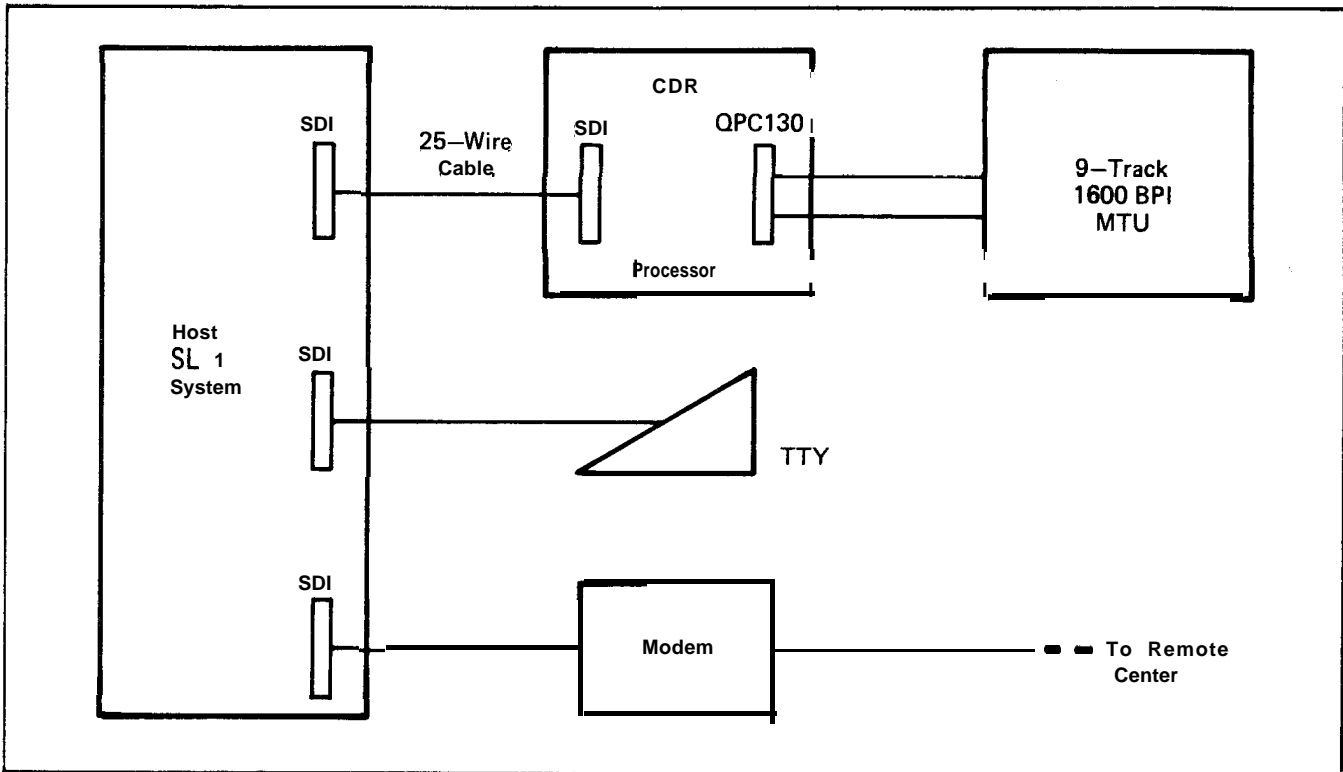 CDR
SDI
25-Wire
Cable
SDI
QPC130
9-Track
1600 BPI
MTU
Processor
Host
SL 1
System
SDI
TTY
SDI
Modem
To Remote
Center